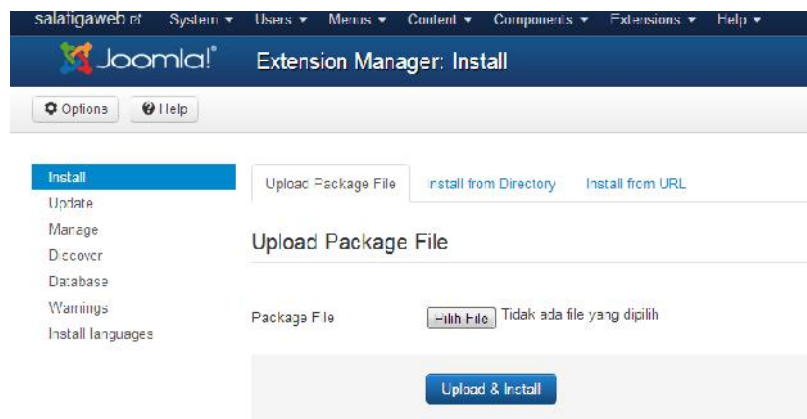 salatigaweb System Users Menus Content Components Extensions Help
Joomla!® Extension Manager: Install
Options Help
Install
Upload Package File Install from Directory Install from URL
Update
Manage
Upload Package File
Discover
Database
Warnings
Package File Pilih File Tidak ada file yang dipilih
Install languages
Upload & Install